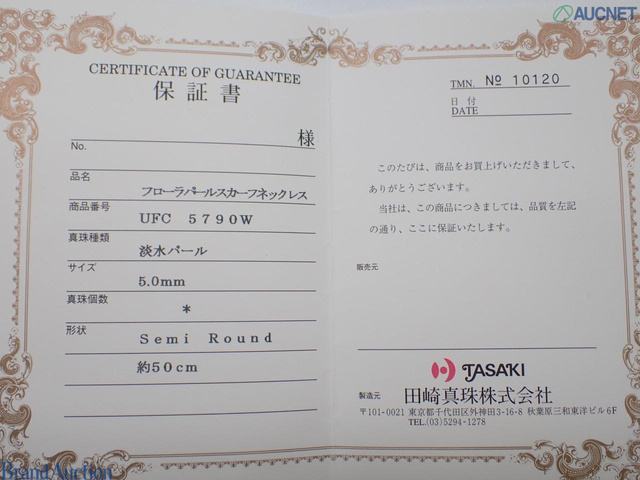 AUCNET
CERTIFICATE OF GUARANTEE
保証書
様
No.
品名
フローラパールスカーフネックレス
商品番号
UFC 5790W
真珠種類
淡水パール
サイズ
5.0mm
真珠個数
*
形状
Semi Round
約50cm
TMN. № 10120
日付
DATE
このたびは、商品をお買上げいただきまして、
ありがとうございます。
当社は、この商品につきましては、品質を左記
の通り、ここに保証いたします。
販売元
TASAKI
製造元 田崎真珠株式会社
〒101-0021 東京都千代田区外神田3-16-8 秋葉原三和東洋ビル6F
TEL.(03)5294-1278
Brand Auction